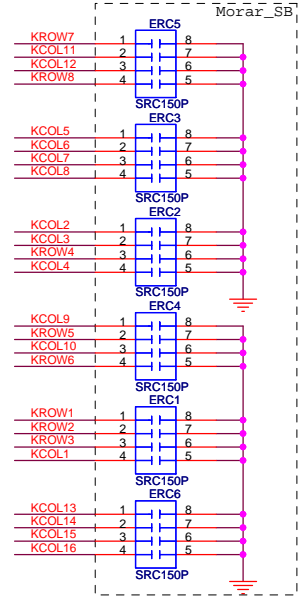 Morar_SB
ERC5
KROW7 1 8
KCOL11 2 7
KCOL12 3 6
KROW8 4 5
SRC150P
ERC3
KCOL5 1 8
KCOL6 2 7
KCOL7 3 6
KCOL8 4 5
SRC150P
ERC2
KCOL2 1 8
KCOL3 2 7
KROW4 3 6
KCOL4 4 5
SRC150P
ERC4
KCOL9 1 8
KROW5 2 7
KCOL10 3 6
KROW6 4 5
SRC150P
ERC1
KROW1 1 8
KROW2 2 7
KROW3 3 6
KCOL1 4 5
SRC150P
ERC6
KCOL13 1 8
KCOL14 2 7
KCOL15 3 6
KCOL16 4 5
SRC150P